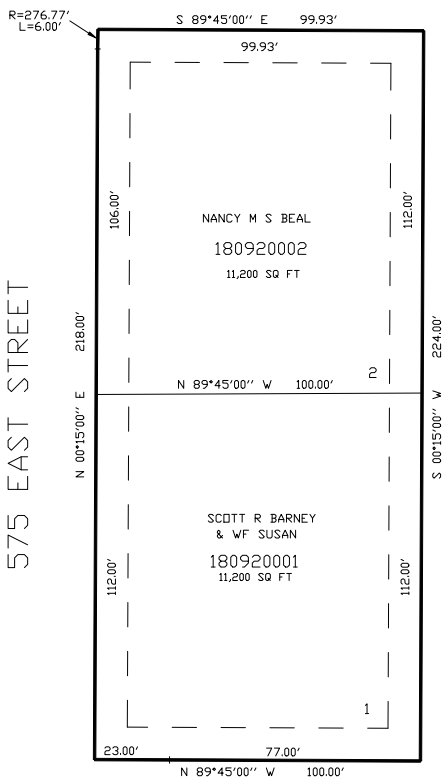 R=276.77'
L=6.00'
S 89°45'00'' E 99.93'
99.93'
106.00'
112.00'
NANCY M S BEAL
180920002
11,200 SQ FT
575 EAST STREET
N 00°15'00'' E 218.00'
S 00°15'00'' W 224.00'
2
N 89°45'00'' W 100.00'
SCOTT R BARNEY
& WF SUSAN
180920001
11,200 SQ FT
112.00'
112.00'
1
23.00' 77.00'
N 89°45'00'' W 100.00'